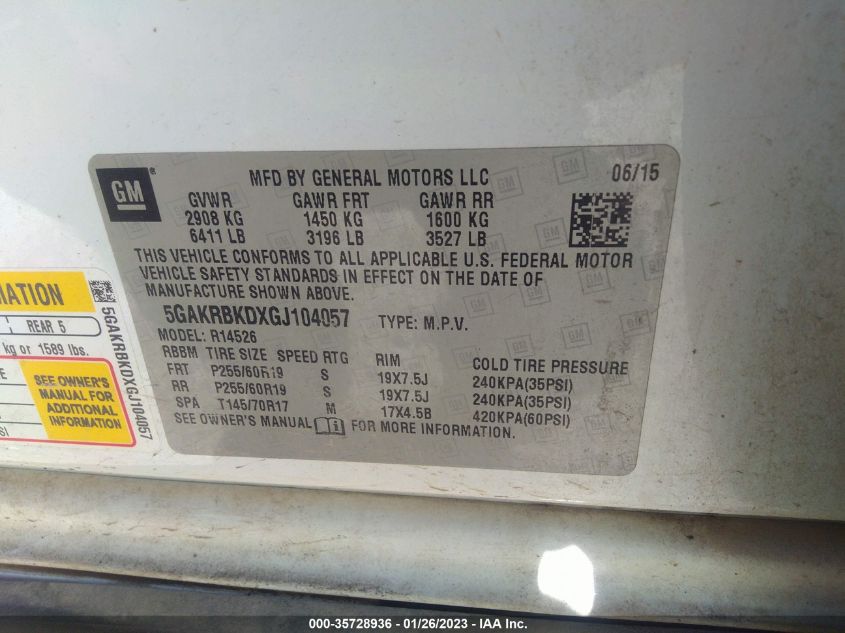 GM ®
MFD BY GENERAL MOTORS LLC
06/15
GVWR GAWR FRT GAWR RR
2908 KG 1450 KG 1600 KG
6411 LB 3196 LB 3527 LB
THIS VEHICLE CONFORMS TO ALL APPLICABLE U.S. FEDERAL MOTOR
VEHICLE SAFETY STANDARDS IN EFFECT ON THE DATE OF
MANUFACTURE SHOWN ABOVE.
5GAKRBKDXGJ104057 TYPE: M.P.V.
MODEL: R14526
RBBM TIRE SIZE SPEED RTG RIM COLD TIRE PRESSURE
FRT P255/60R19 S 19X7.5J 240KPA(35PSI)
RR P255/60R19 S 19X7.5J 240KPA(35PSI)
SPA T145/70R17 M 17X4.5B 420KPA(60PSI)
SEE OWNER'S MANUAL FOR MORE INFORMATION.
MATION
REAR 5
kg or 1589 lbs.
SEE OWNER'S
MANUAL FOR
ADDITIONAL
INFORMATION
5GAKRBKDXGJ104057
000-35728936 - 01/26/2023 - IAA Inc.